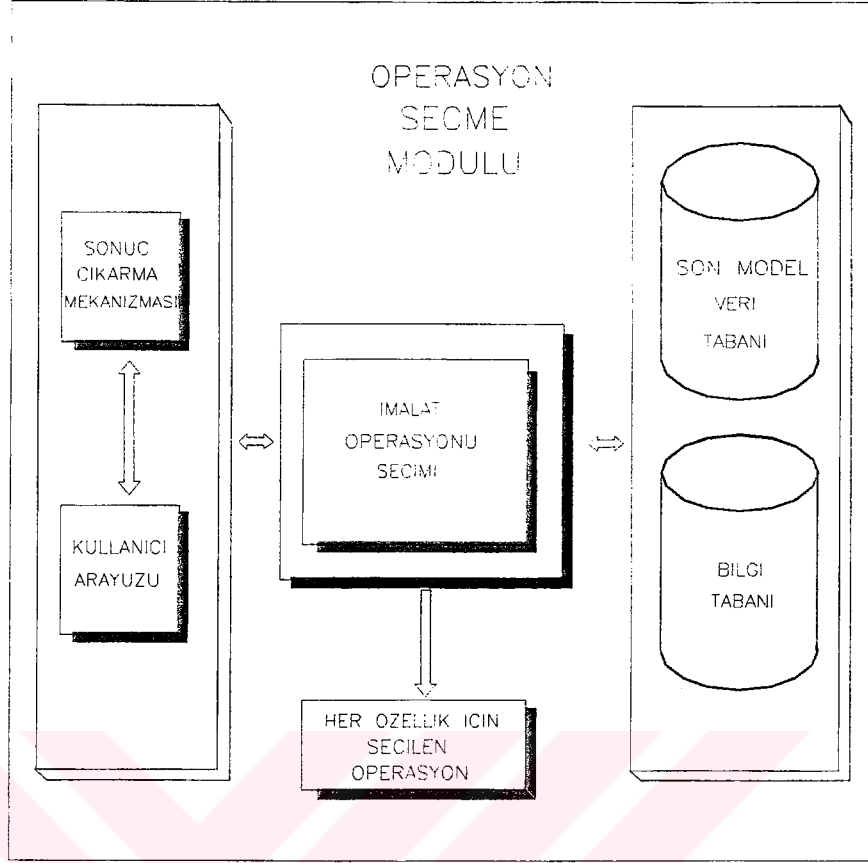 OPERASYON
SECME
MODULU
SONUC
CIKARMA
MEKANIZMASI
KULLANICI
ARAYUZU
IMALAT
OPERASYONU
SECIMI
HER OZELLIK ICIN
SECILEN
OPERASYON
SON MODEL
VERI
TABANI
BILGI
TABANI